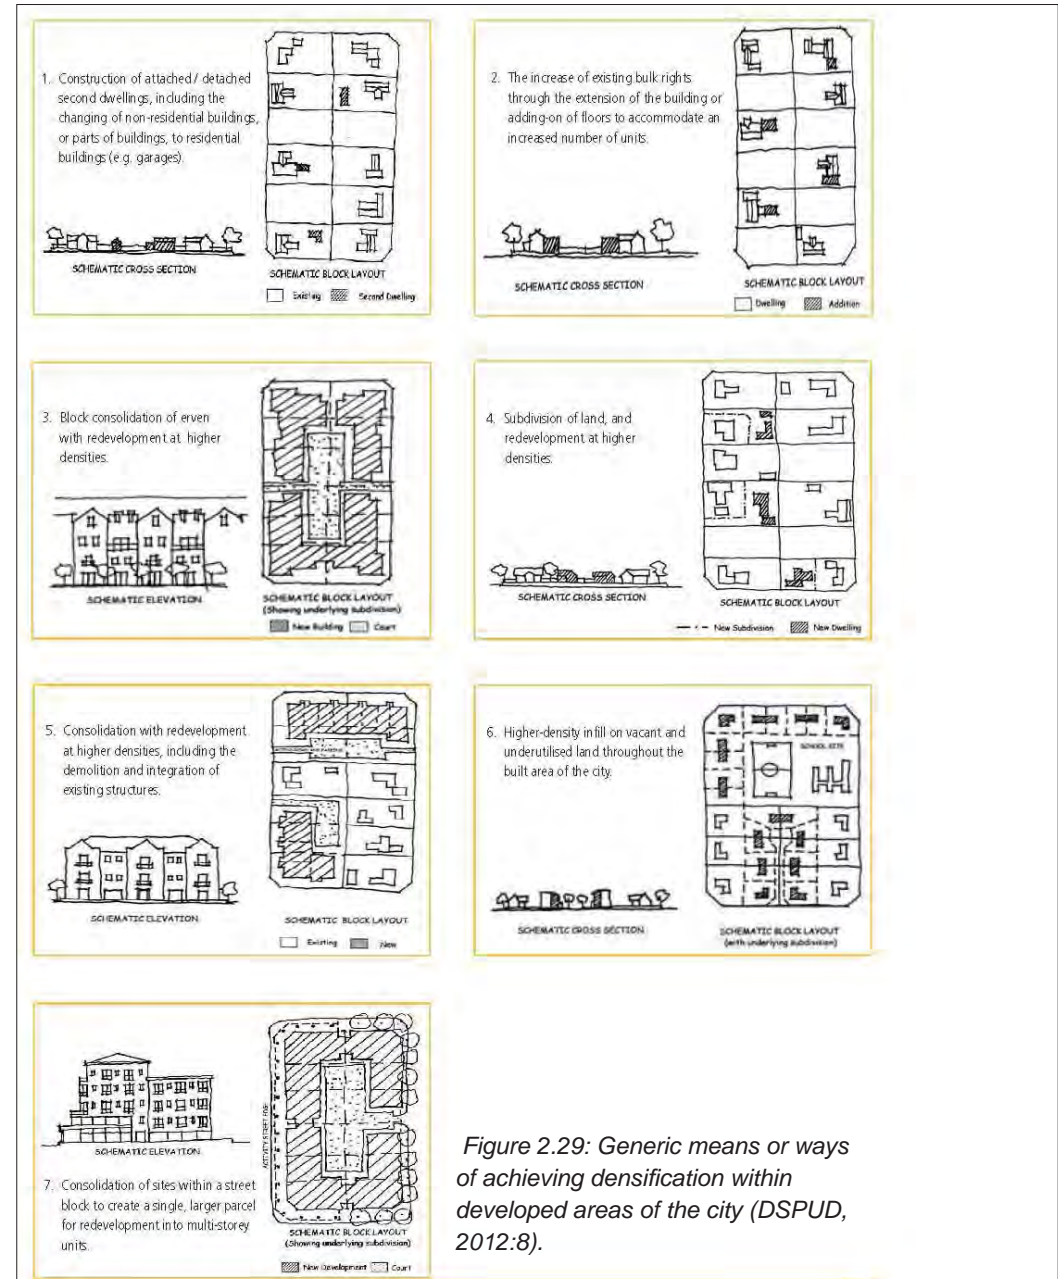 1. Construction of attached / detached
second dwellings, including the
changing of non-residential buildings,
or parts of buildings, to residential
buildings (e.g. garages).
SCHEMATIC CROSS SECTION
SCHEMATIC BLOCK LAYOUT
Existing Second Dwelling
2. The increase of existing bulk rights
through the extension of the building or
adding-on of floors to accommodate an
increased number of units.
SCHEMATIC CROSS SECTION
SCHEMATIC BLOCK LAYOUT
Dwelling Addition
3. Block consolidation of erven
with redevelopment at higher
densities.
SCHEMATIC ELEVATION
SCHEMATIC BLOCK LAYOUT
(Showing underlying subdivision)
New Building Court
4. Subdivision of land, and
redevelopment at higher
densities.
SCHEMATIC CROSS SECTION
SCHEMATIC BLOCK LAYOUT
New Subdivision New Dwelling
5. Consolidation with redevelopment
at higher densities, including the
demolition and integration of
existing structures.
SCHEMATIC ELEVATION
SCHEMATIC BLOCK LAYOUT
Existing New
6. Higher-density infill on vacant and
underutilised land throughout the
built area of the city.
SCHOOL SITE
SCHEMATIC CROSS SECTION
SCHEMATIC BLOCK LAYOUT
(with underlying subdivision)
SCHEMATIC ELEVATION
7. Consolidation of sites within a street
block to create a single, larger parcel
for redevelopment into multi-storey
units.
ACTIVITY STREET EDGE
SCHEMATIC BLOCK LAYOUT
(Showing underlying subdivision)
New Development Court
Figure 2.29: Generic means or ways
of achieving densification within
developed areas of the city (DSPUD,
2012:8).